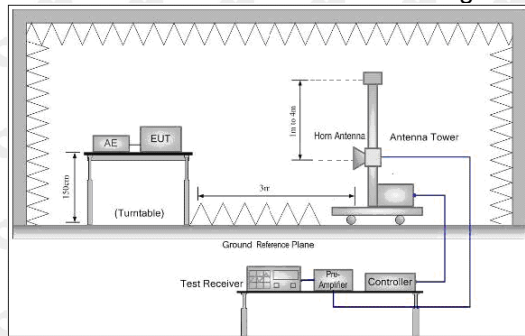 AE
EUT
150cm
(Turntable)
3m
1m to 4m
Horn Antenna
Antenna Tower
Ground Reference Plane
Test Receiver
Pre-
Amplifier
Controller